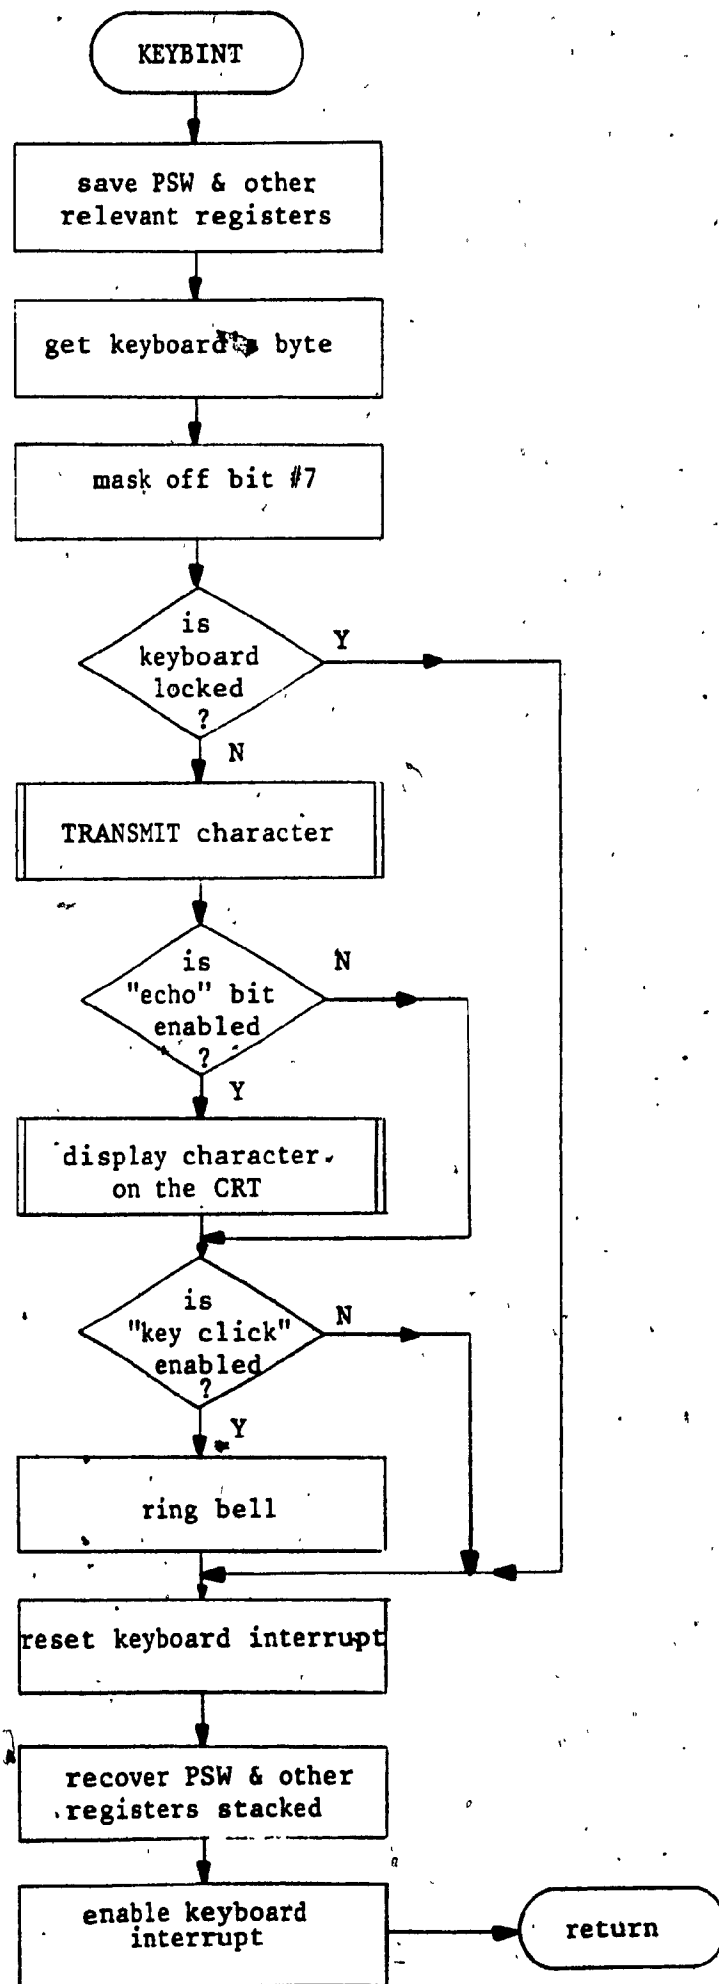 KEYBINT
save PSW & other
relevant registers
get keyboard byte
mask off bit #7
is
keyboard
locked
?
Y
N
TRANSMIT character
is
"echo" bit
enabled
?
N
Y
display character
on the CRT
is
"key click"
enabled
?
N
Y
ring bell
reset keyboard interrupt
recover PSW & other
registers stacked
enable keyboard
interrupt
return